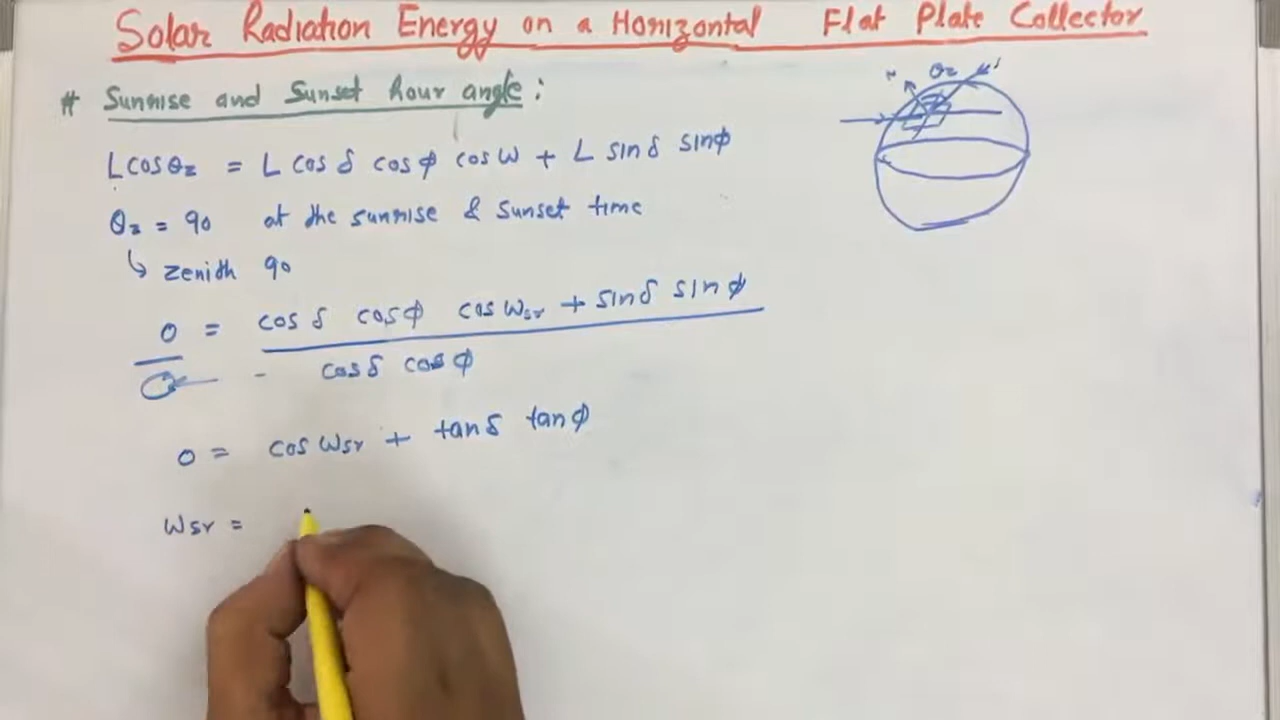 Solar Radiation Energy on a Horizontal Flat Plate Collector
# Sunrise and Sunset hour angle :
L cos θz = L cos δ cos ϕ cos ω + L sin δ sin ϕ
θz = 90 at the sunrise & sunset time
↳ zenith 90
0 = cos δ cos ϕ cos ωsr + sin δ sin ϕ
cos δ cos ϕ
0 = cos ωsr + tan δ tan ϕ
ωsr =
θz